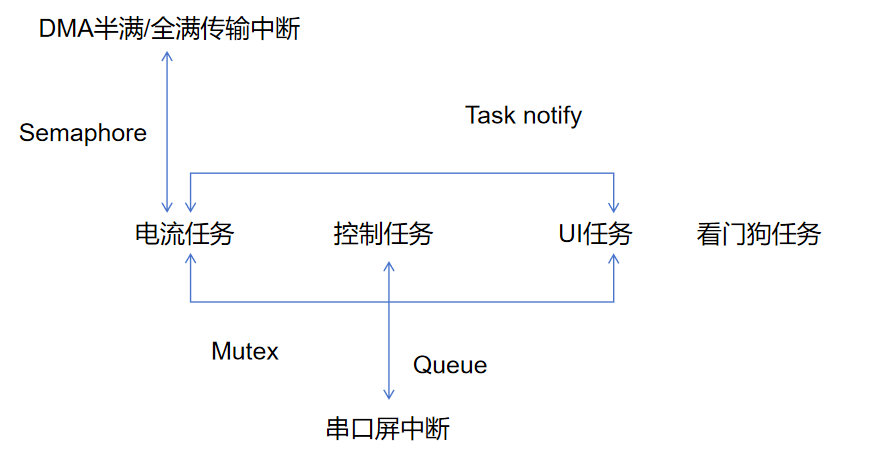 DMA半满/全满传输中断
Task notify
Semaphore
电流任务
控制任务
UI任务
看门狗任务
Mutex
Queue
串口屏中断